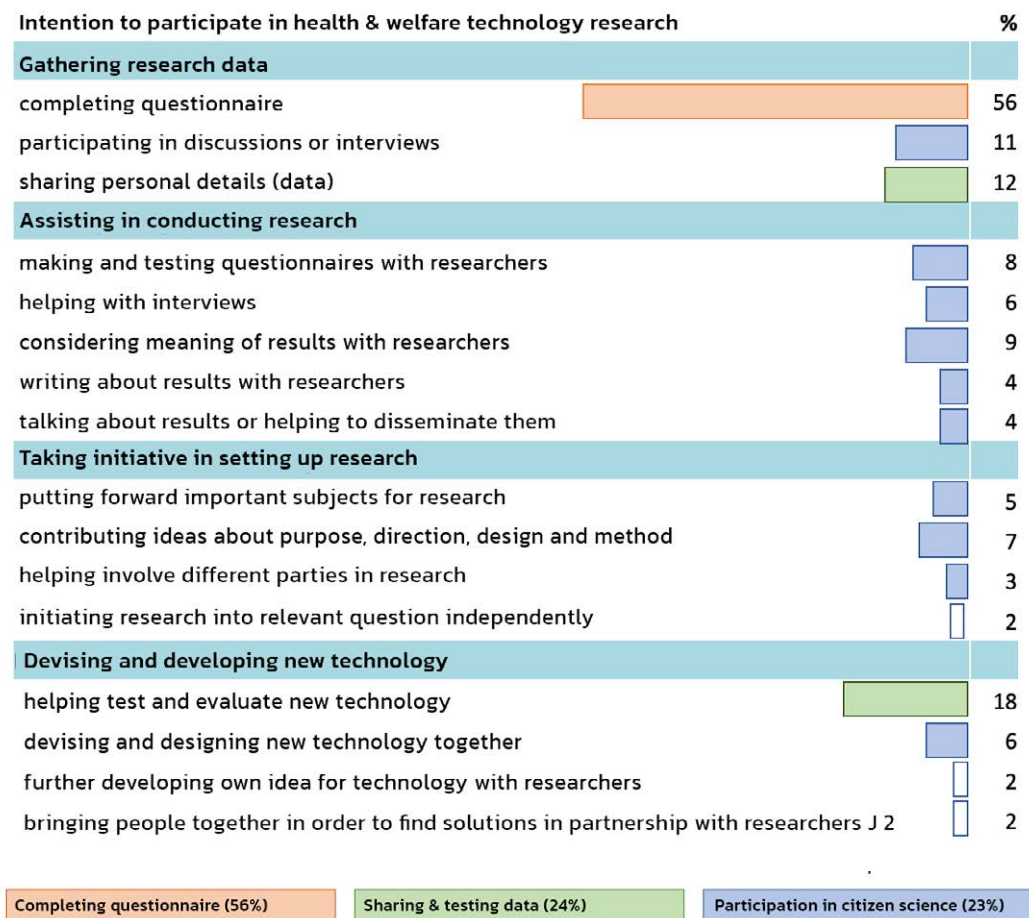 Intention to participate in health & welfare technology research %
Gathering research data
completing questionnaire 56
participating in discussions or interviews 11
sharing personal details (data) 12
Assisting in conducting research
making and testing questionnaires with researchers 8
helping with interviews 6
considering meaning of results with researchers 9
writing about results with researchers 4
talking about results or helping to disseminate them 4
Taking initiative in setting up research
putting forward important subjects for research 5
contributing ideas about purpose, direction, design and method 7
helping involve different parties in research 3
initiating research into relevant question independently 2
Devising and developing new technology
helping test and evaluate new technology 18
devising and designing new technology together 6
further developing own idea for technology with researchers 2
bringing people together in order to find solutions in partnership with researchers J 2 2
Completing questionnaire (56%) Sharing & testing data (24%) Participation in citizen science (23%)